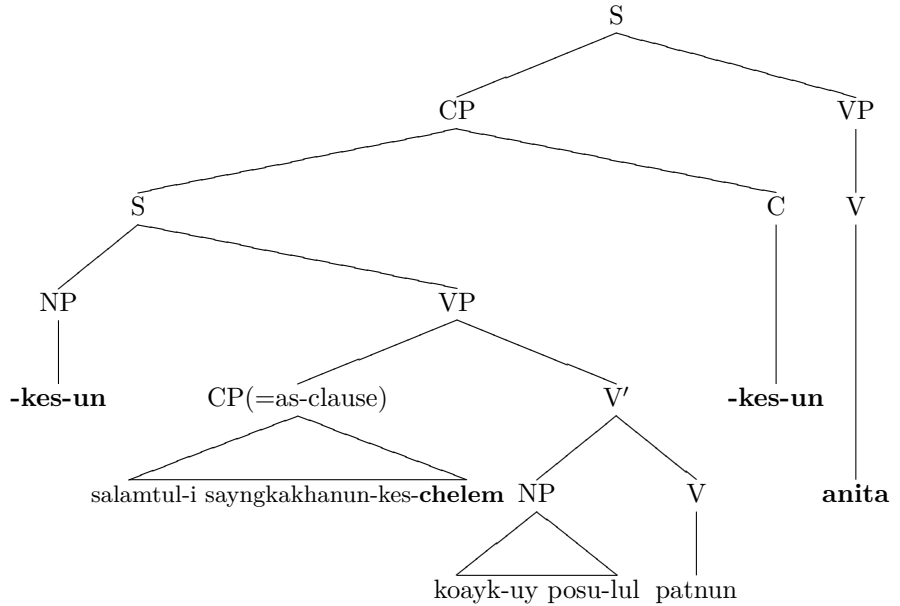 S
CP VP
S C V
NP VP
-kes-un CP(=as-clause) V′ -kes-un
salamtul-i sayngkakhanun-kes-chelem NP V anita
koayk-uy posu-lul patnun